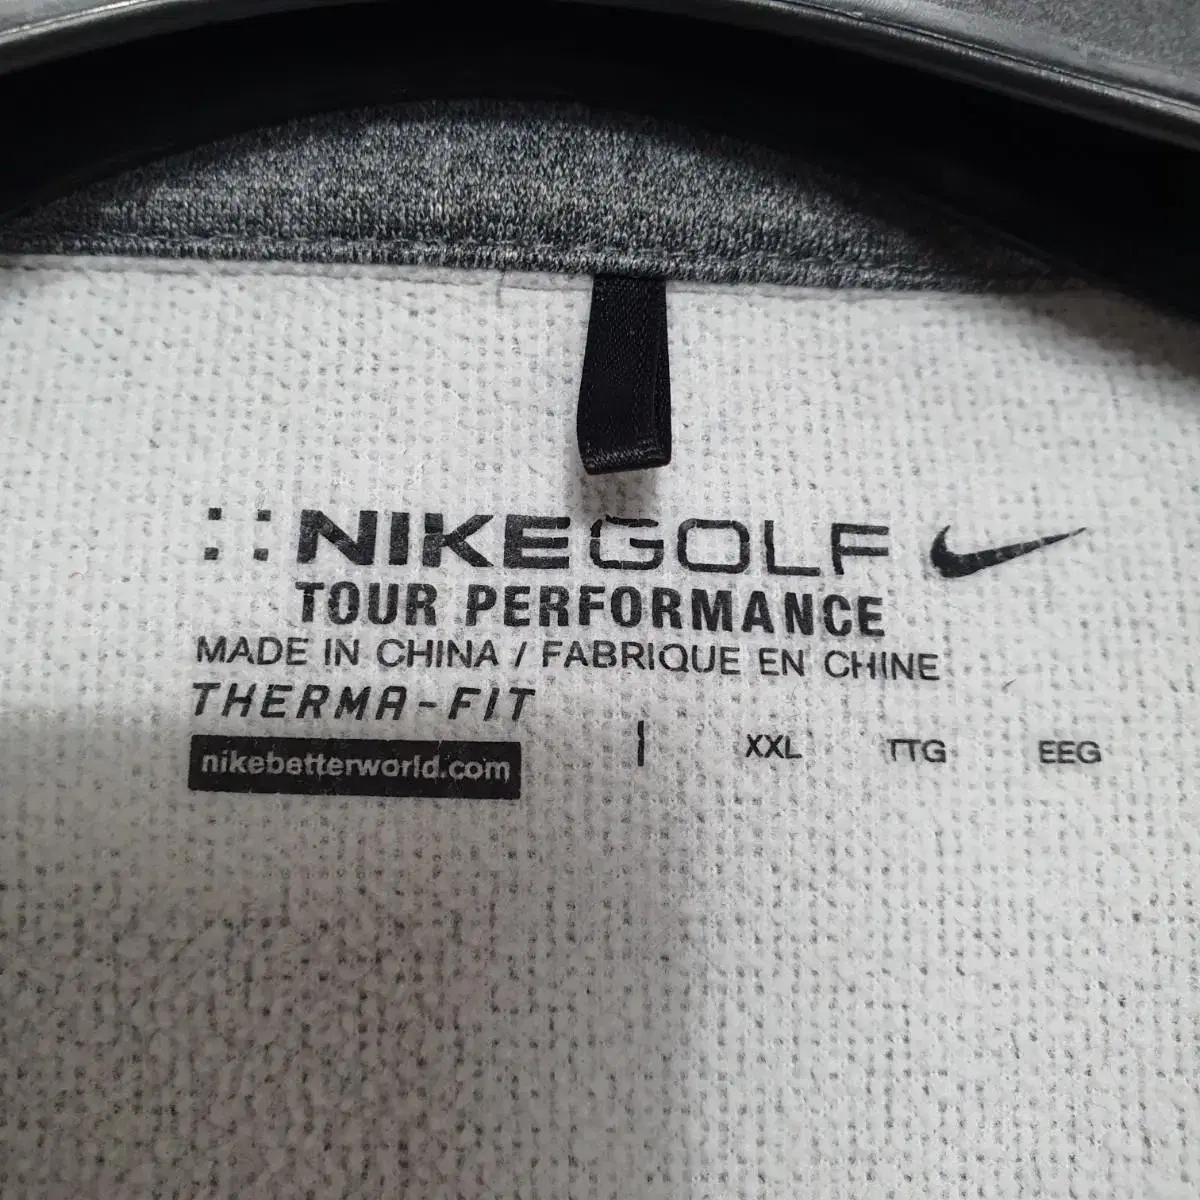 NIKEGOLF
TOUR PERFORMANCE
MADE IN CHINA / FABRIQUE EN CHINE
THERMA-FIT
nikebetterworld.com | XXL TTG EEG